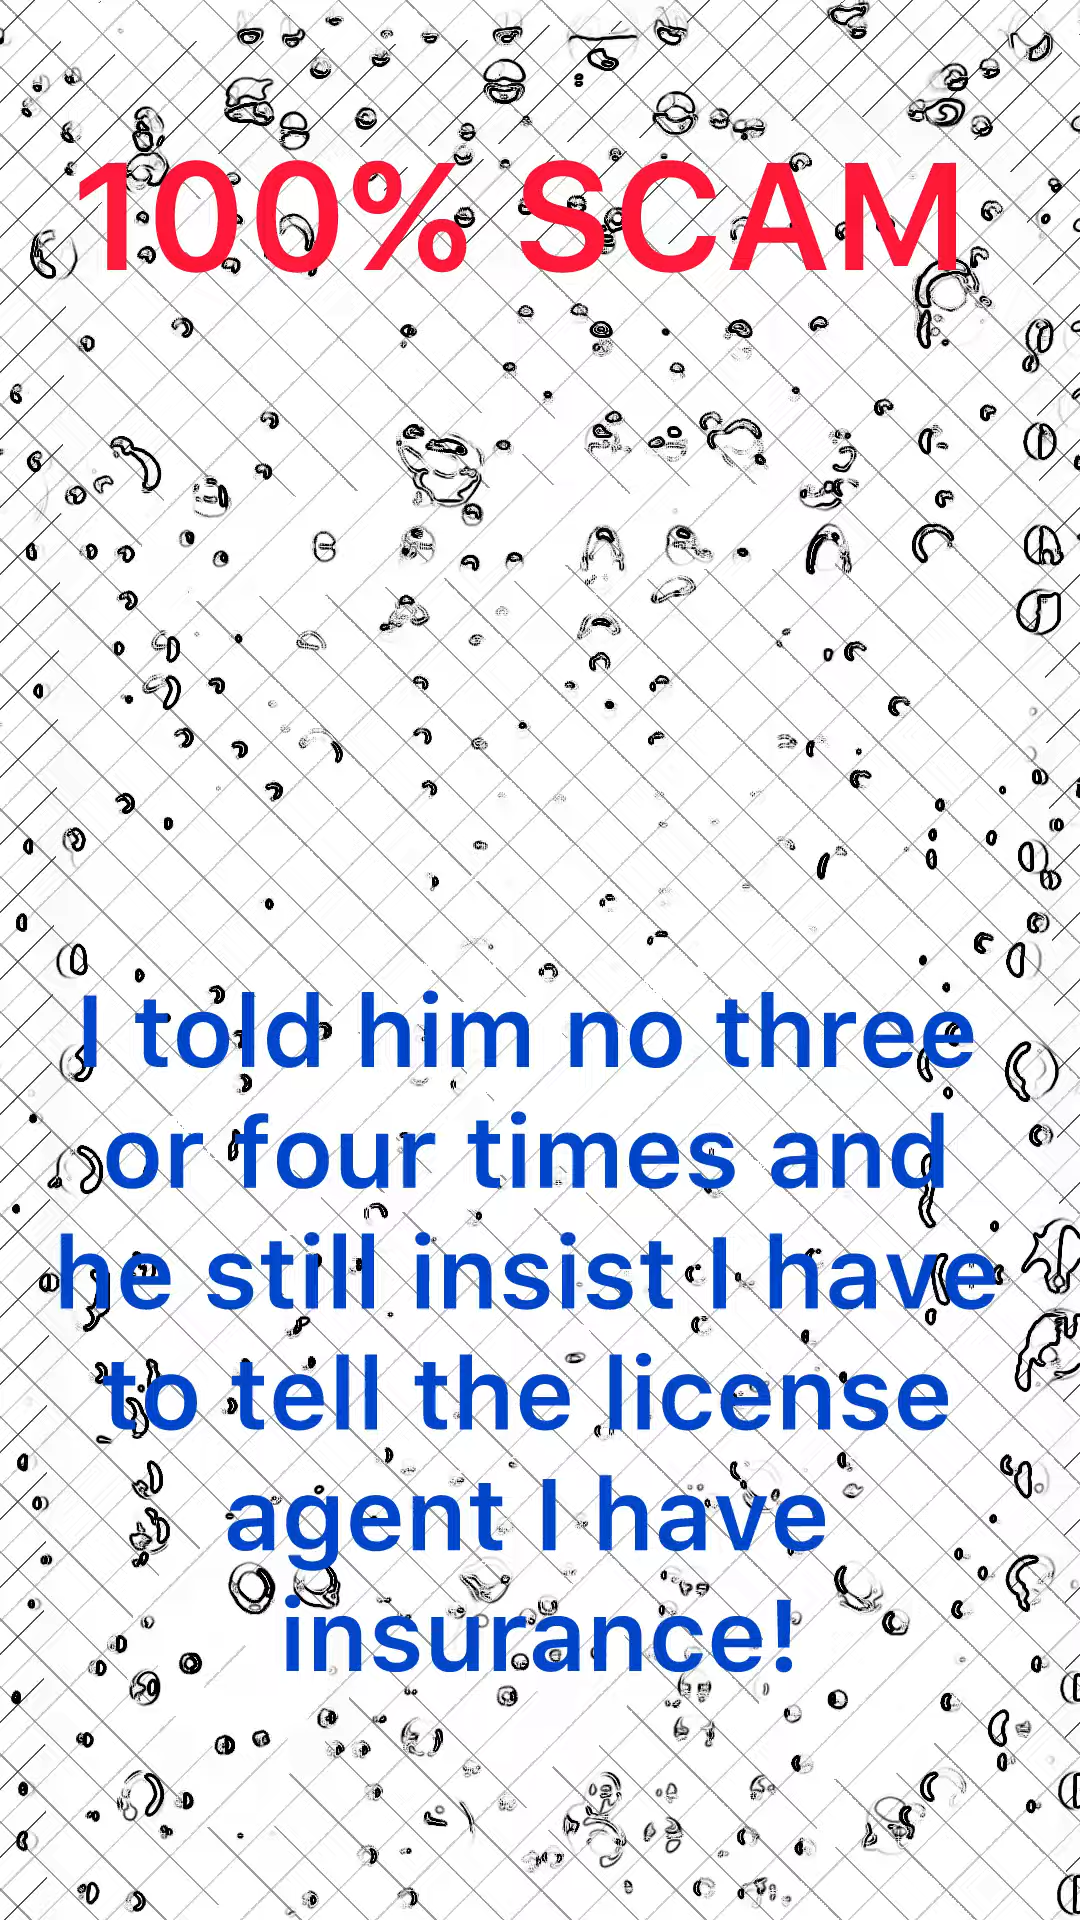 100% SCAM
I told him no three
or four times and
he still insist I have
to tell the license
agent I have
insurance!